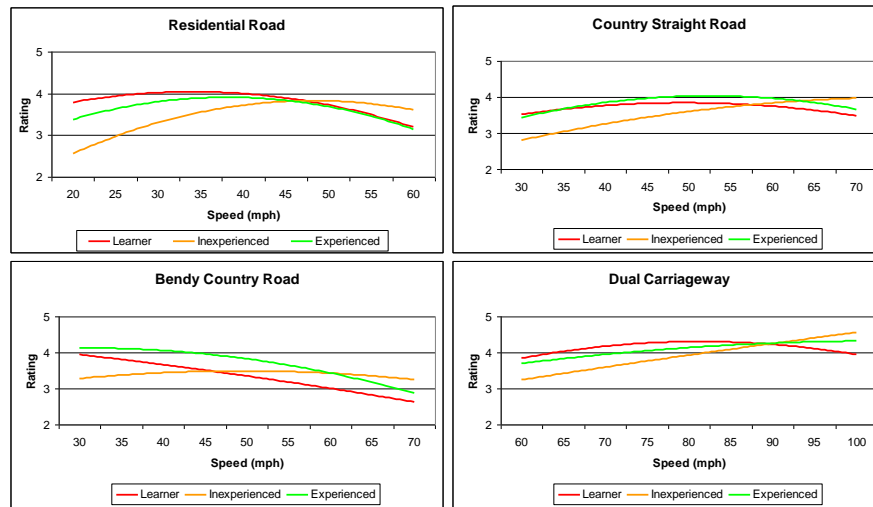 Residential Road
Rating
5
4
3
2
20 25 30 35 40 45 50 55 60
Speed (mph)
Learner Inexperienced Experienced
Country Straight Road
Rating
5
4
3
2
30 35 40 45 50 55 60 65 70
Speed (mph)
Learner Inexperienced Experienced
Bendy Country Road
Rating
5
4
3
2
30 35 40 45 50 55 60 65 70
Speed (mph)
Learner Inexperienced Experienced
Dual Carriageway
Rating
5
4
3
2
60 65 70 75 80 85 90 95 100
Speed (mph)
Learner Inexperienced Experienced